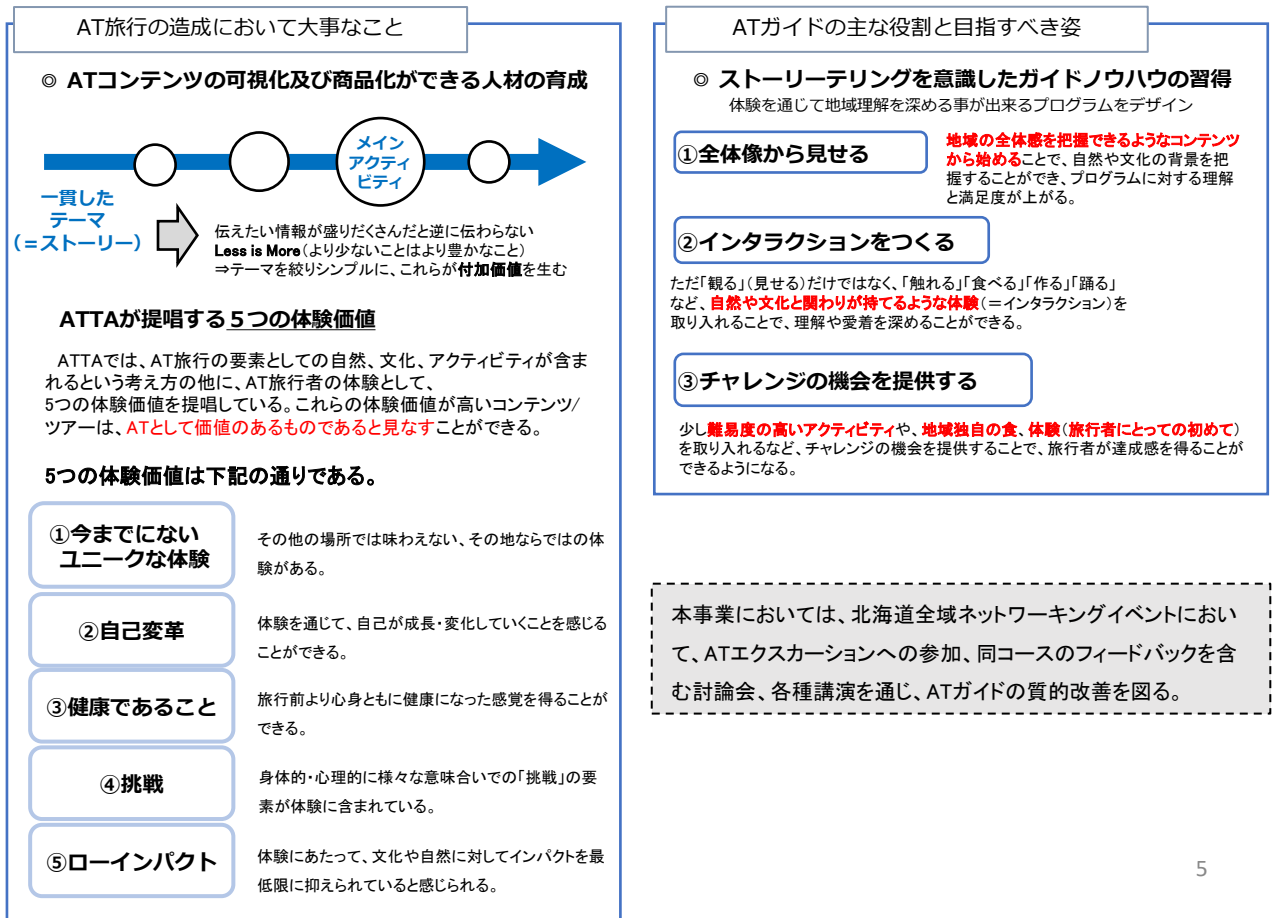 AT旅行の造成において大事なこと
◎ ATコンテンツの可視化及び商品化ができる人材の育成
メイン
アクティ
ビティ
一貫した
テーマ
(=ストーリー)
伝えたい情報が盛りだくさんだと逆に伝わらない
Less is More(より少ないことはより豊かなこと)
⇒テーマを絞りシンプルに、これらが付加価値を生む
ATTAが提唱する５つの体験価値
ATTAでは、AT旅行の要素としての自然、文化、アクティビティが含ま
れるという考え方の他に、AT旅行者の体験として、
5つの体験価値を提唱している。これらの体験価値が高いコンテンツ/
ツアーは、ATとして価値のあるものであると見なすことができる。
5つの体験価値は下記の通りである。
①今までにない
ユニークな体験
その他の場所では味わえない、その地ならではの体
験がある。
②自己変革
体験を通じて、自己が成長・変化していくことを感じる
ことができる。
③健康であること
旅行前より心身ともに健康になった感覚を得ることが
できる。
④挑戦
身体的・心理的に様々な意味合いでの「挑戦」の要
素が体験に含まれている。
⑤ローインパクト
体験にあたって、文化や自然に対してインパクトを最
低限に抑えられていると感じられる。
ATガイドの主な役割と目指すべき姿
◎ ストーリーテリングを意識したガイドノウハウの習得
体験を通じて地域理解を深める事が出来るプログラムをデザイン
①全体像から見せる
地域の全体感を把握できるようなコンテンツ
から始めることで、自然や文化の背景を把
握することができ、プログラムに対する理解
と満足度が上がる。
②インタラクションをつくる
ただ「観る」(見せる)だけではなく、「触れる」「食べる」「作る」「踊る」
など、自然や文化と関わりが持てるような体験(=インタラクション)を
取り入れることで、理解や愛着を深めることができる。
③チャレンジの機会を提供する
少し難易度の高いアクティビティや、地域独自の食、体験(旅行者にとっての初めて)
を取り入れるなど、チャレンジの機会を提供することで、旅行者が達成感を得ることが
できるようになる。
本事業においては、北海道全域ネットワーキングイベントにおい
て、ATエクスカーションへの参加、同コースのフィードバックを含
む討論会、各種講演を通じ、ATガイドの質的改善を図る。
5